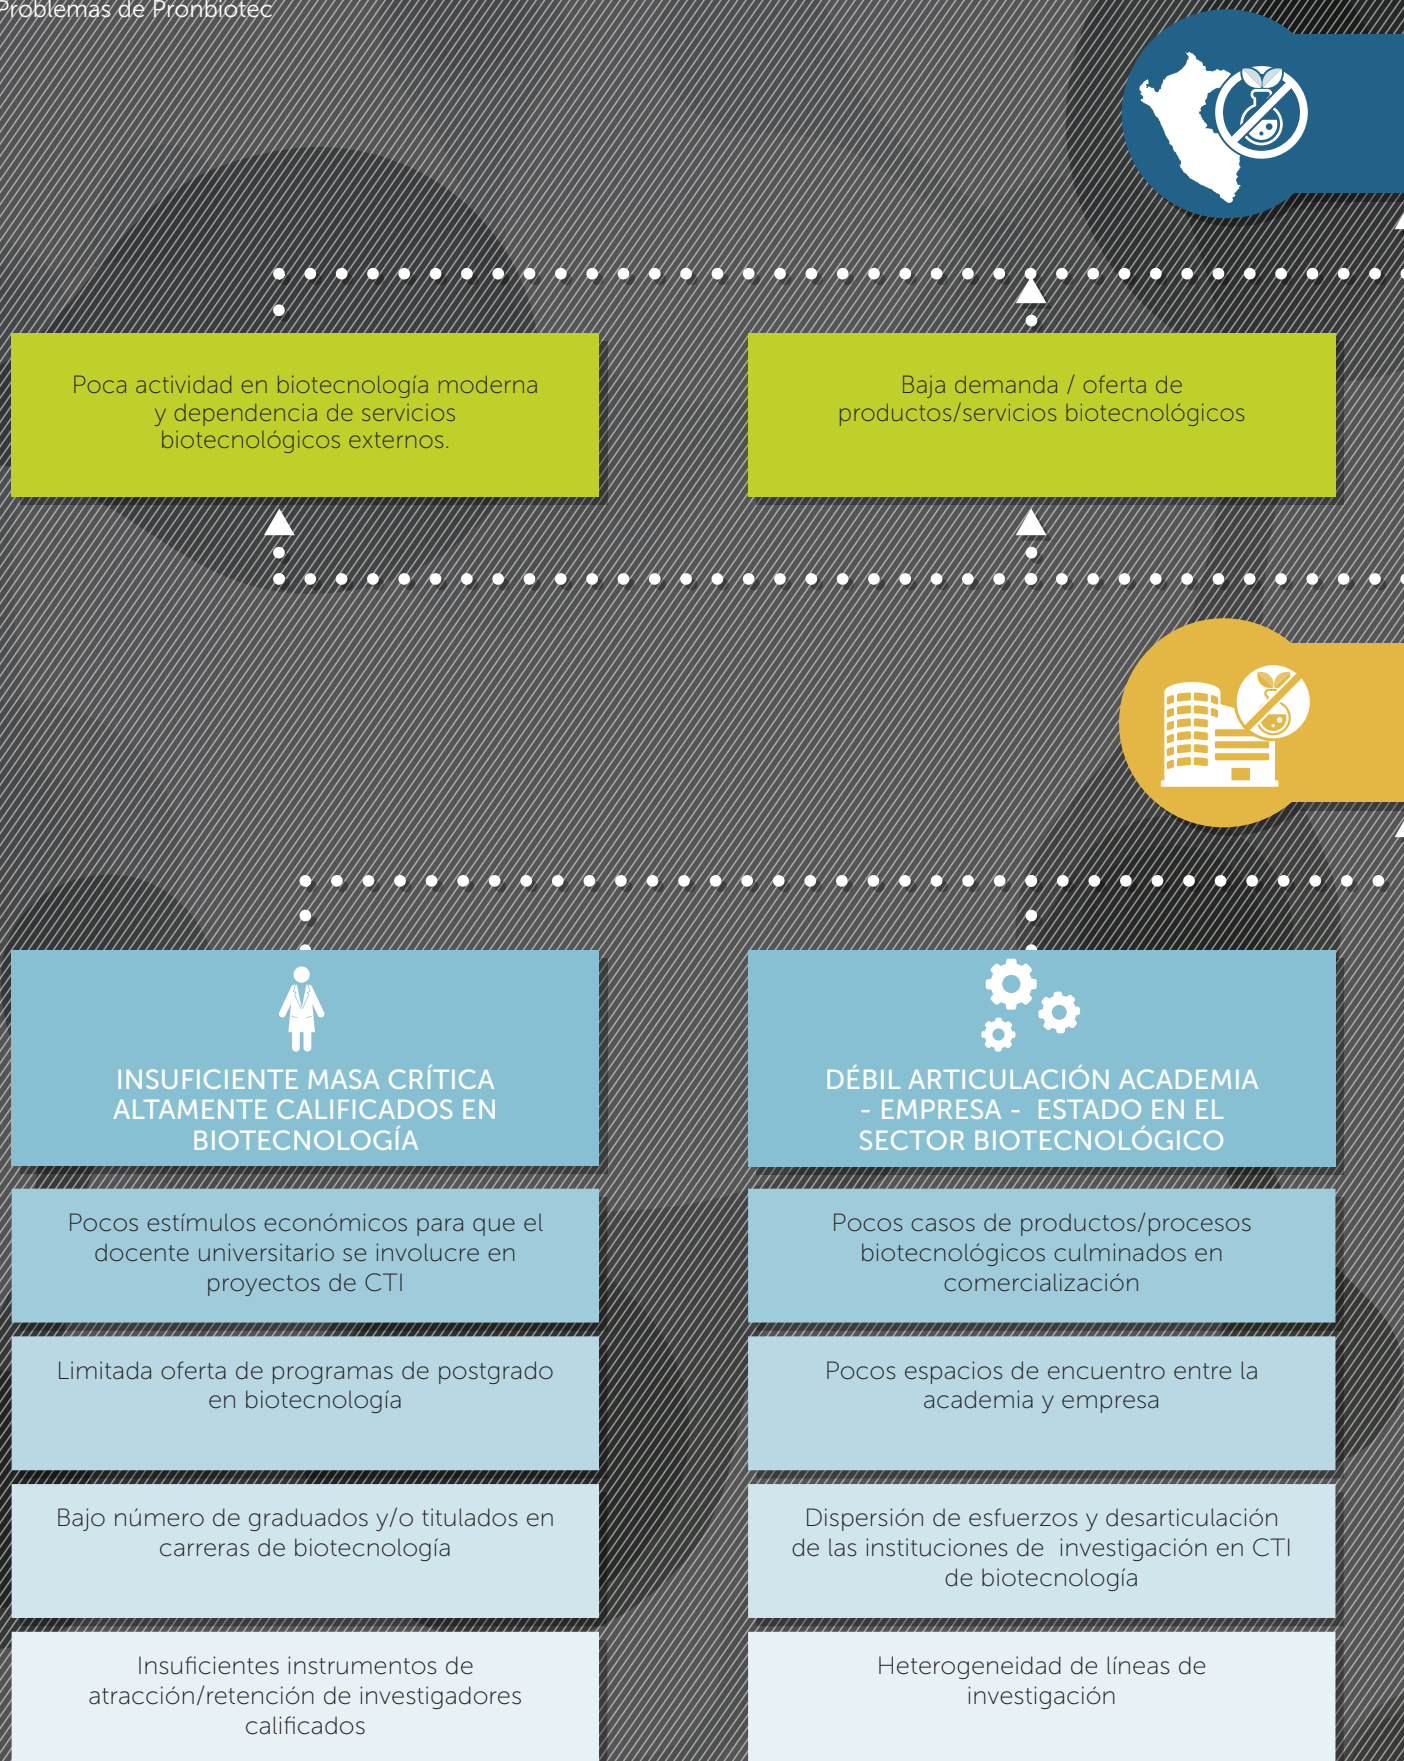 Problemas de Pronbiotec
Poca actividad en biotecnología moderna
y dependencia de servicios
biotecnológicos externos.
Baja demanda / oferta de
productos/servicios biotecnológicos
INSUFICIENTE MASA CRÍTICA
ALTAMENTE CALIFICADOS EN
BIOTECNOLOGÍA
Pocos estímulos económicos para que el
docente universitario se involucre en
proyectos de CTI
Limitada oferta de programas de postgrado
en biotecnología
Bajo número de graduados y/o titulados en
carreras de biotecnología
Insuficientes instrumentos de
atracción/retención de investigadores
calificados
DÉBIL ARTICULACIÓN ACADEMIA
- EMPRESA - ESTADO EN EL
SECTOR BIOTECNOLÓGICO
Pocos casos de productos/procesos
biotecnológicos culminados en
comercialización
Pocos espacios de encuentro entre la
academia y empresa
Dispersión de esfuerzos y desarticulación
de las instituciones de investigación en CTI
de biotecnología
Heterogeneidad de líneas de
investigación